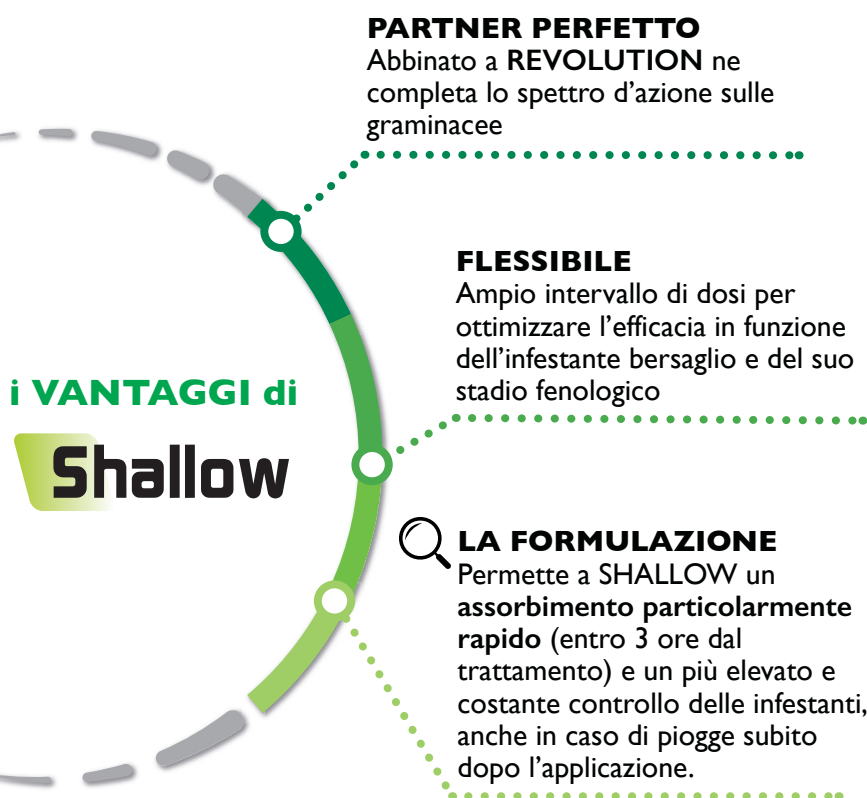 PARTNER PERFETTO
Abbinato a REVOLUTION ne
completa lo spettro d’azione sulle
graminacee
FLESSIBILE
Ampio intervallo di dosi per
ottimizzare l’efficacia in funzione
dell’infestante bersaglio e del suo
stadio fenologico
i VANTAGGI di
Shallow
LA FORMULAZIONE
Permette a SHALLOW un
assorbimento particolarmente
rapido (entro 3 ore dal
trattamento) e un più elevato e
costante controllo delle infestanti,
anche in caso di piogge subito
dopo l’applicazione.